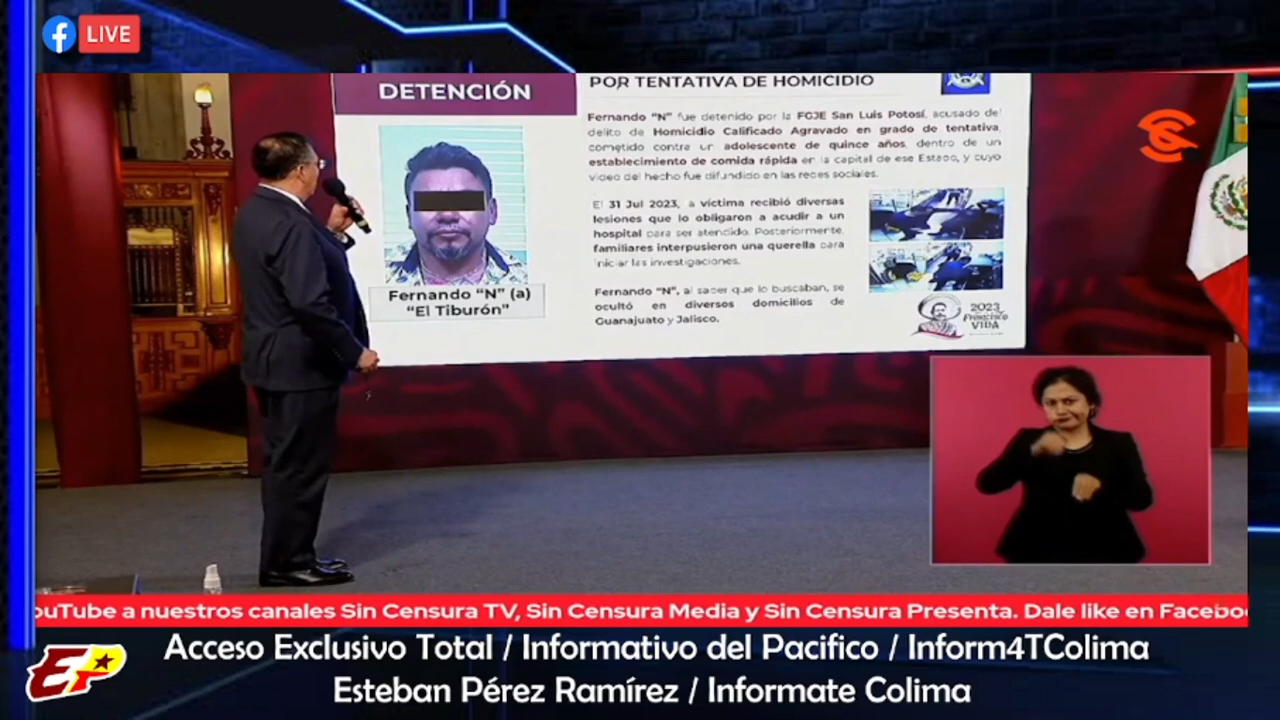 LIVE
DETENCIÓN
POR TENTATIVA DE HOMICIDIO
Fernando “N” fue detenido por la FGJE San Luis Potosí, acusado del
delito de Homicidio Calificado Agravado en grado de tentativa,
cometido contra un adolescente de quince años, dentro de un
establecimiento de comida rápida en la capital de ese Estado, y cuyo
video del hecho fue difundido en las redes sociales.
El 31 Jul 2023, a víctima recibió diversas
lesiones que lo obligaron a acudir a un
hospital para ser atendido. Posteriormente,
familiares interpusieron una querella para
iniciar las investigaciones.
Fernando “N”, al saber que lo buscaban, se
ocultó en diversos domicilios de
Guanajuato y Jalisco.
Fernando “N” (a)
“El Tiburón”
2023
Francisco
VILLA
ouTube a nuestros canales Sin Censura TV, Sin Censura Media y Sin Censura Presenta. Dale like en Faceboo
EP
Acceso Exclusivo Total / Informativo del Pacifico / Inform4TColima
Esteban Pérez Ramírez / Informate Colima